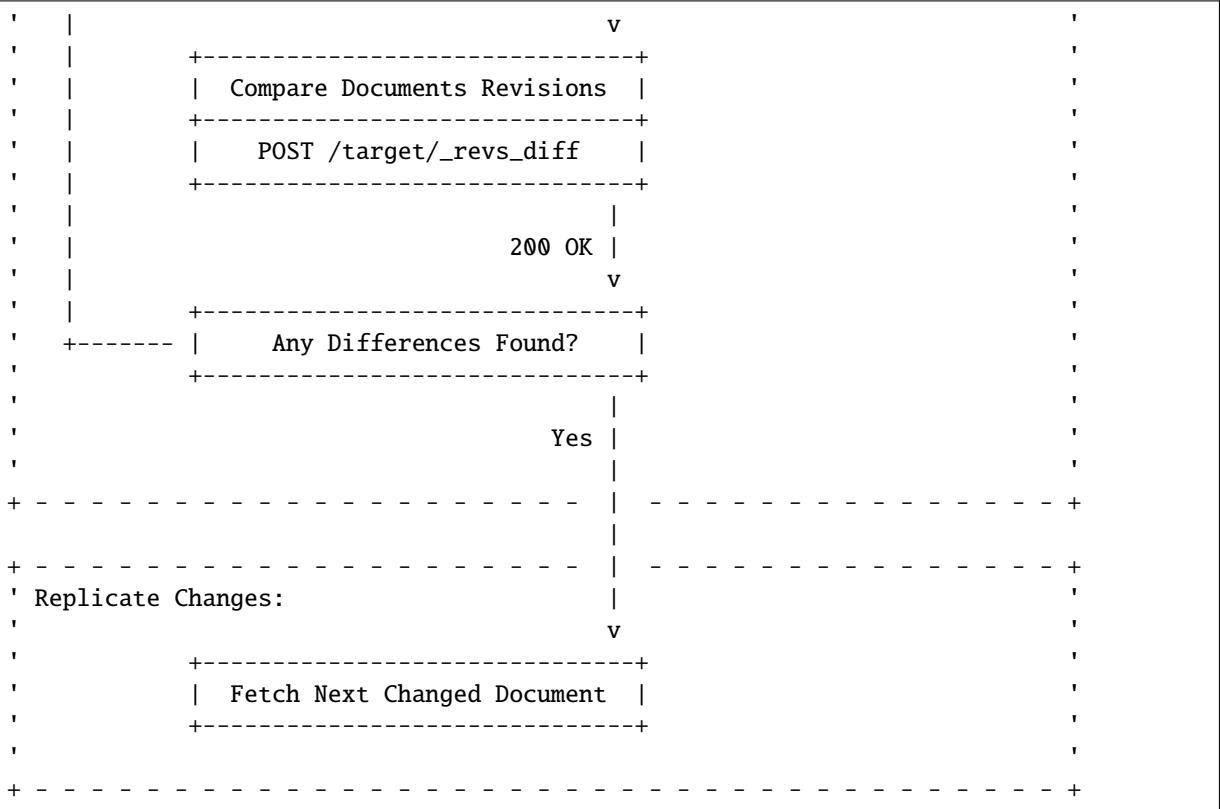 '   |                                      v                                '
'   |        +-------------------------------+                              '
'   |        |  Compare Documents Revisions  |                              '
'   |        +-------------------------------+                              '
'   |        |    POST /target/_revs_diff    |                              '
'   |        +-------------------------------+                              '
'   |                                      |                                '
'   |                               200 OK |                                '
'   |                                      v                                '
'   |        +-------------------------------+                              '
'   +------- |     Any Differences Found?    |                              '
'            +-------------------------------+                              '
'                                          |                                '
'                                      Yes |                                '
'                                          |                                '
+ - - - - - - - - - - - - - - - - - - - -  |  - - - - - - - - - - - - - - - +
                                           |
+ - - - - - - - - - - - - - - - - - - - -  |  - - - - - - - - - - - - - - - +
' Replicate Changes:                       |                                '
'                                          v                                '
'            +-------------------------------+                              '
'            |  Fetch Next Changed Document  |                              '
'            +-------------------------------+                              '
'                                                                           '
+ - - - - - - - - - - - - - - - - - - - - - - - - - - - - - - - - - - - - - +